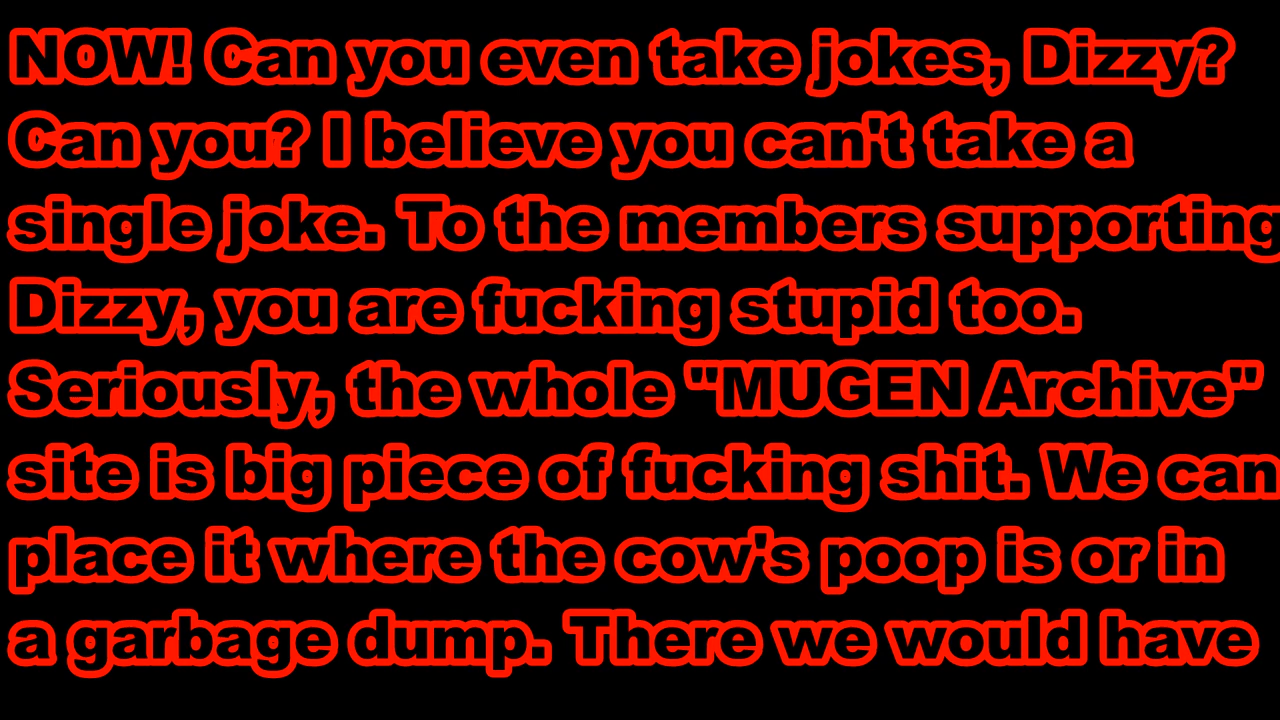 NOW! Can you even take jokes, Dizzy?
Can you? I believe you can't take a
single joke. To the members supporting
Dizzy, you are fucking stupid too.
Seriously, the whole "MUGEN Archive"
site is big piece of fucking shit. We can
place it where the cow's poop is or in
a garbage dump. There we would have